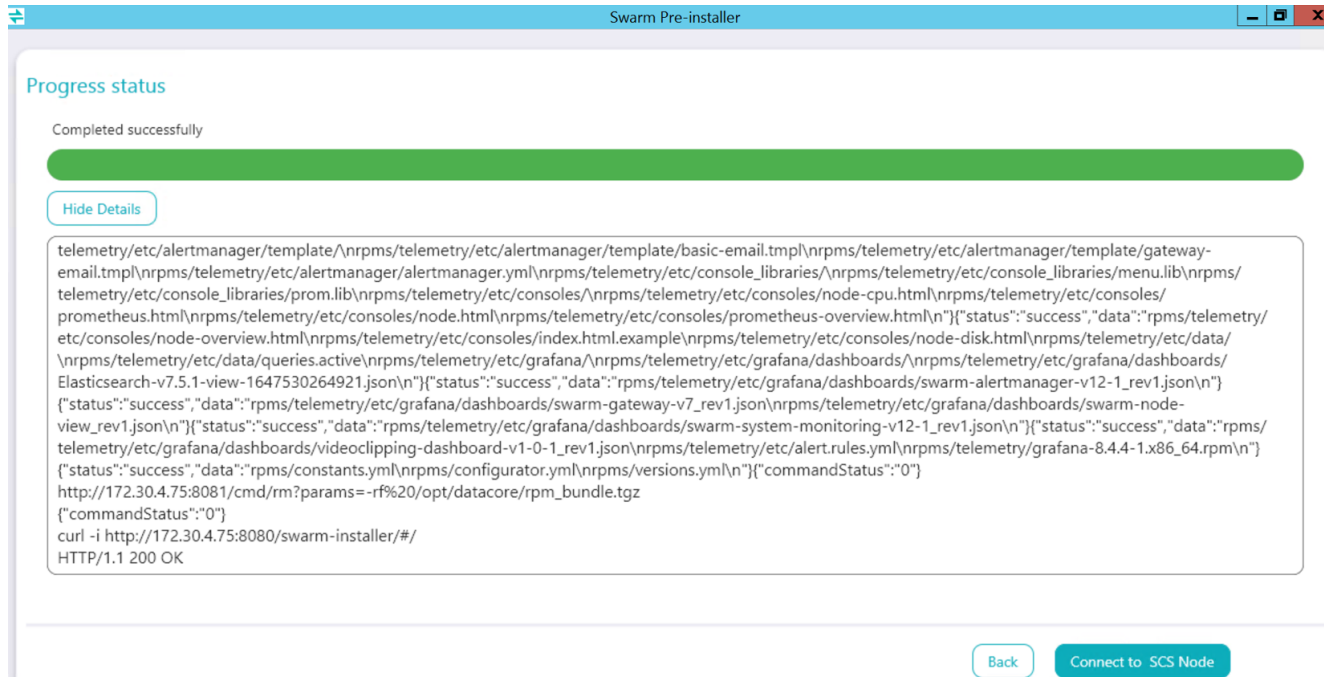 Swarm Pre-installer
Progress status
Completed successfully
Hide Details
telemetry/etc/alertmanager/template/\nrpms/telemetry/etc/alertmanager/template/basic-email.tmpl\nrpms/telemetry/etc/alertmanager/template/gateway-
email.tmpl\nrpms/telemetry/etc/alertmanager/alertmanager.yml\nrpms/telemetry/etc/console_libraries/\nrpms/telemetry/etc/console_libraries/menu.lib\nrpms/
telemetry/etc/console_libraries/prom.lib\nrpms/telemetry/etc/consoles/\nrpms/telemetry/etc/consoles/node-cpu.html\nrpms/telemetry/etc/consoles/
prometheus.html\nrpms/telemetry/etc/consoles/node.html\nrpms/telemetry/etc/consoles/prometheus-overview.html\n"}{"status":"success","data":"rpms/telemetry/
etc/consoles/node-overview.html\nrpms/telemetry/etc/consoles/index.html.example\nrpms/telemetry/etc/consoles/node-disk.html\nrpms/telemetry/etc/data/
\nrpms/telemetry/etc/data/queries.active\nrpms/telemetry/etc/grafana/\nrpms/telemetry/etc/grafana/dashboards/\nrpms/telemetry/etc/grafana/dashboards/
Elasticsearch-v7.5.1-view-1647530264921.json\n"}{"status":"success","data":"rpms/telemetry/etc/grafana/dashboards/swarm-alertmanager-v12-1_rev1.json\n"}
{"status":"success","data":"rpms/telemetry/etc/grafana/dashboards/swarm-gateway-v7_rev1.json\nrpms/telemetry/etc/grafana/dashboards/swarm-node-
view_rev1.json\n"}{"status":"success","data":"rpms/telemetry/etc/grafana/dashboards/swarm-system-monitoring-v12-1_rev1.json\n"}{"status":"success","data":"rpms/
telemetry/etc/grafana/dashboards/videoclipping-dashboard-v1-0-1_rev1.json\nrpms/telemetry/etc/alert.rules.yml\nrpms/telemetry/grafana-8.4.4-1.x86_64.rpm\n"}
{"status":"success","data":"rpms/constants.yml\nrpms/configurator.yml\nrpms/versions.yml\n"}{"commandStatus":"0"}
http://172.30.4.75:8081/cmd/rm?params=-rf%20/opt/datacore/rpm_bundle.tgz
{"commandStatus":"0"}
curl -i http://172.30.4.75:8080/swarm-installer/#/
HTTP/1.1 200 OK
Back
Connect to SCS Node